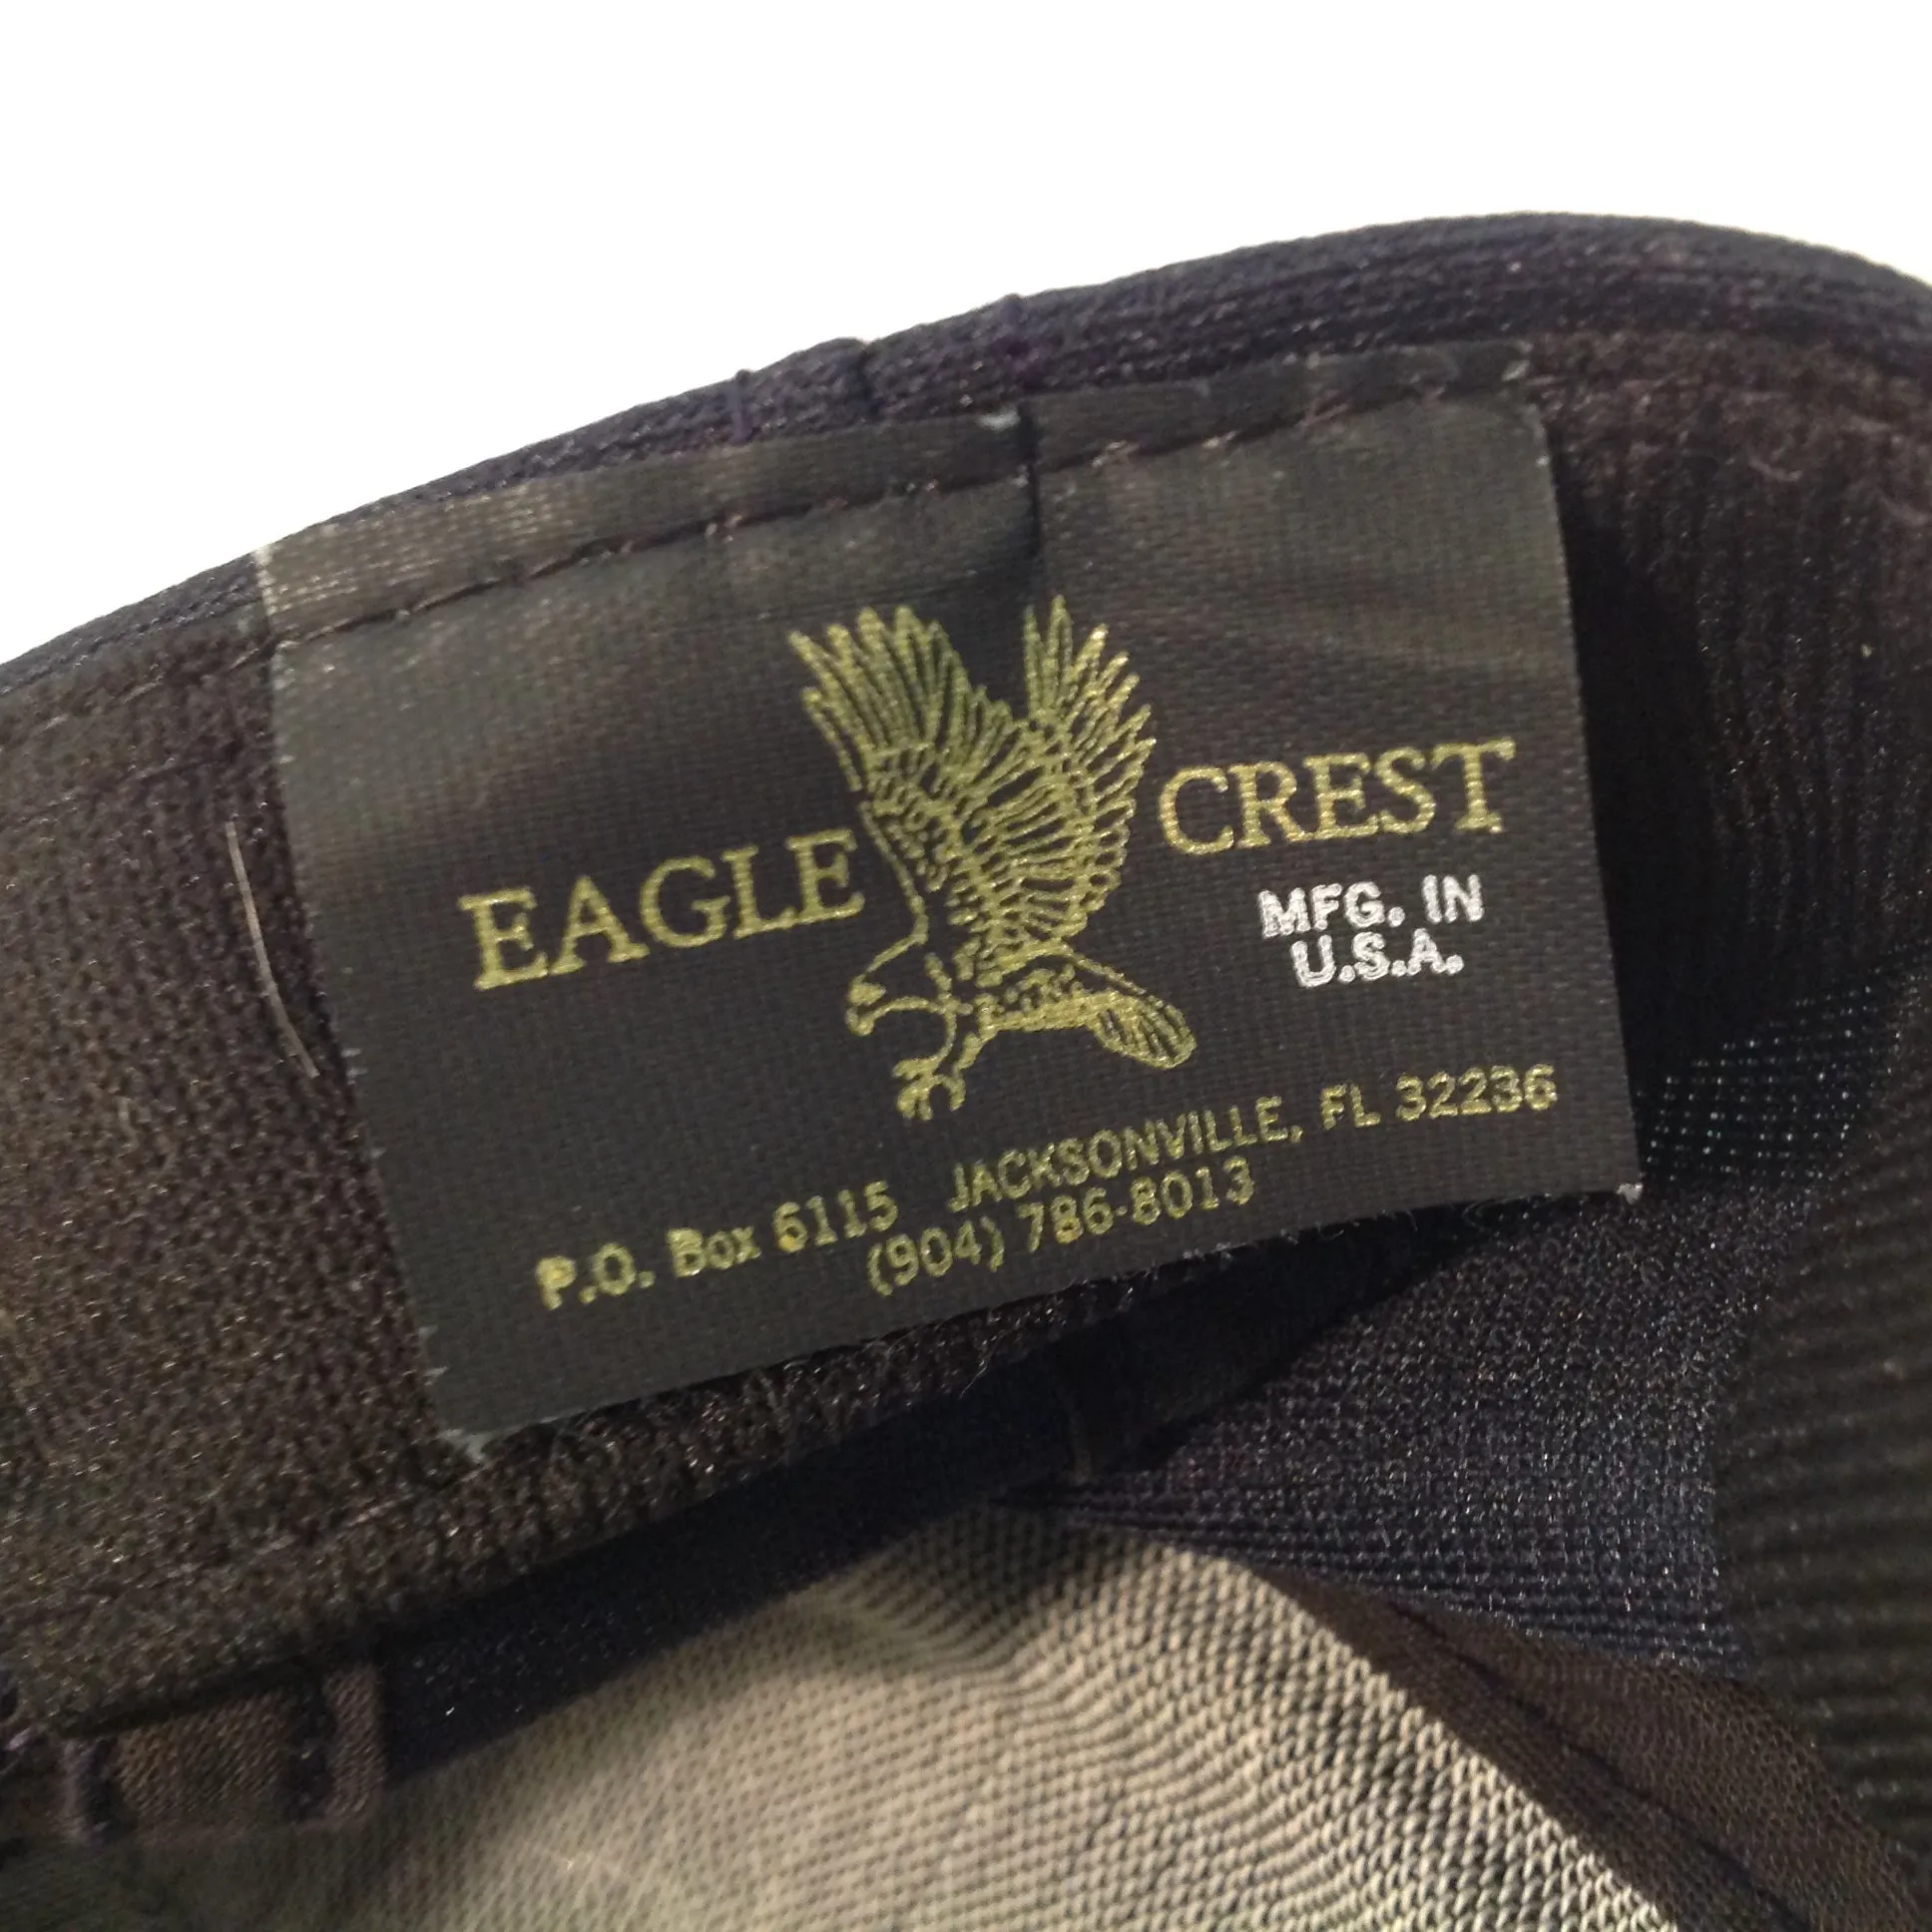 EAGLE CREST
MFG. IN
U.S.A.
P.O. Box 6115 JACKSONVILLE, FL 32236
(904) 786-8013